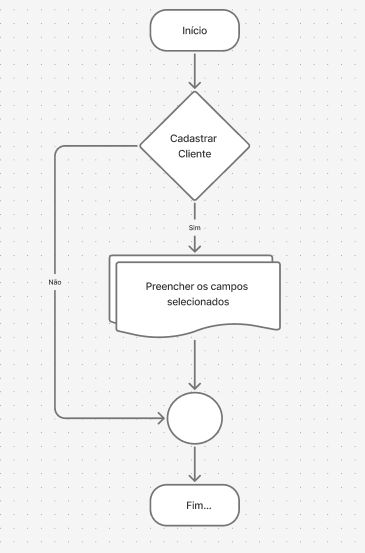 Início
Cadastrar
Cliente
Sim
Não
Preencher os campos
selecionados
Fim...